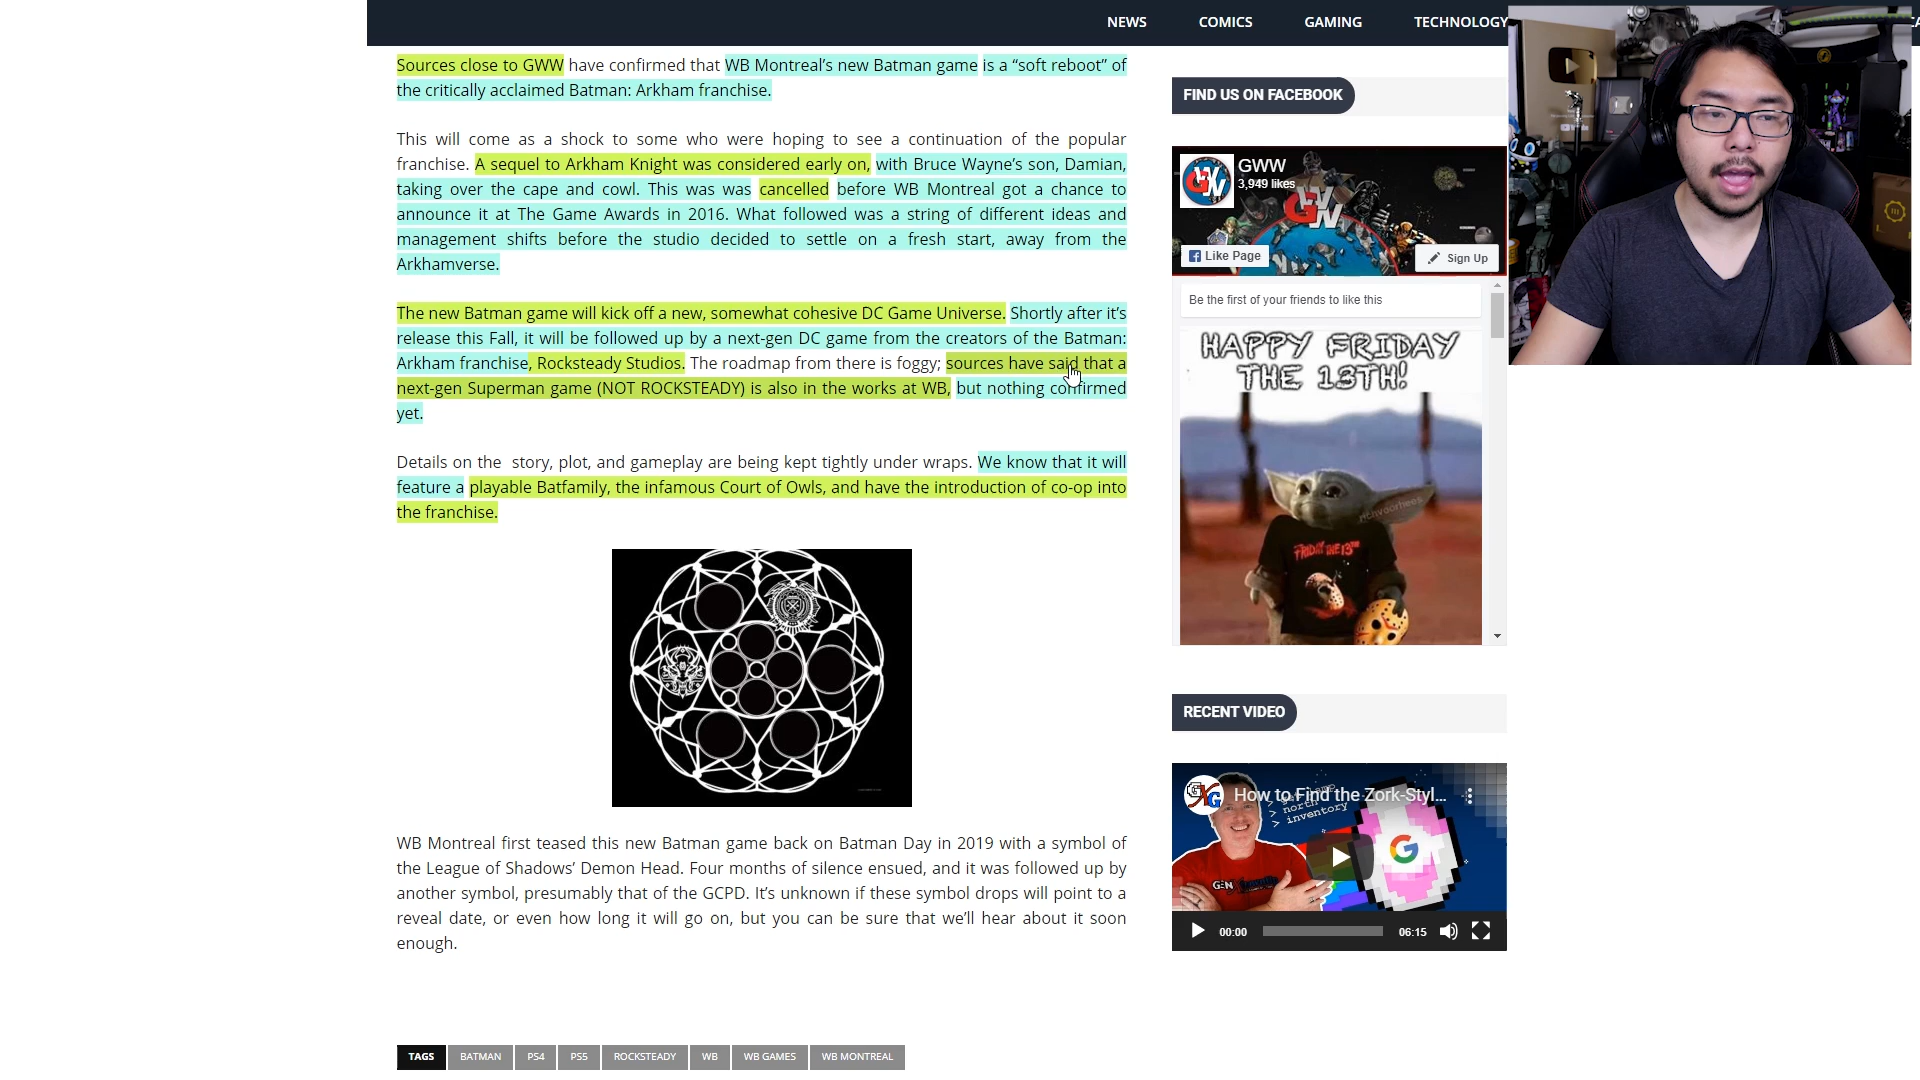 NEWS COMICS GAMING TECHNOLOGY
Sources close to GWW have confirmed that WB Montreal’s new Batman game is a “soft reboot” of
the critically acclaimed Batman: Arkham franchise.
This will come as a shock to some who were hoping to see a continuation of the popular
franchise. A sequel to Arkham Knight was considered early on, with Bruce Wayne’s son, Damian,
taking over the cape and cowl. This was was cancelled before WB Montreal got a chance to
announce it at The Game Awards in 2016. What followed was a string of different ideas and
management shifts before the studio decided to settle on a fresh start, away from the
Arkhamverse.
The new Batman game will kick off a new, somewhat cohesive DC Game Universe. Shortly after it’s
release this Fall, it will be followed up by a next-gen DC game from the creators of the Batman:
Arkham franchise, Rocksteady Studios. The roadmap from there is foggy; sources have said that a
next-gen Superman game (NOT ROCKSTEADY) is also in the works at WB, but nothing confirmed
yet.
Details on the story, plot, and gameplay are being kept tightly under wraps. We know that it will
feature a playable Batfamily, the infamous Court of Owls, and have the introduction of co-op into
the franchise.
WB Montreal first teased this new Batman game back on Batman Day in 2019 with a symbol of
the League of Shadows’ Demon Head. Four months of silence ensued, and it was followed up by
another symbol, presumably that of the GCPD. It’s unknown if these symbol drops will point to a
reveal date, or even how long it will go on, but you can be sure that we’ll hear about it soon
enough.
TAGS BATMAN PS4 PS5 ROCKSTEADY WB WB GAMES WB MONTREAL
FIND US ON FACEBOOK
GWW
3,949 likes
Like Page
Sign Up
Be the first of your friends to like this
HAPPY FRIDAY
THE 13TH!
richvoorhees
FRIDAY THE 13TH
RECENT VIDEO
How to Find the Zork-Styl...
> north
> inventory
00:00 06:15